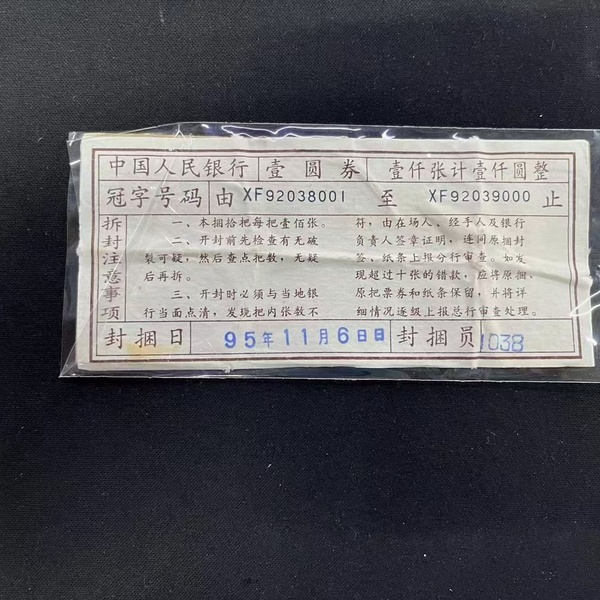 中国人民银行 壹圆券 壹仟张计壹仟圆整
冠字号码 由 XF92038001 至 XF92039000 止
拆封注意事项
一、本捆拾把每把壹佰张。
二、开封前先检查有无破
裂可疑，然后查点把数，无疑
后再拆。
三、开封时必须与当地银
行当面点清，发现把内张数不
符，由在场人、经手人及银行
负责人签章证明，连同原捆封
签、纸条上报分行审查。如发
现超过十张的错款，应将原捆、
原把票券和纸条保留，并将详
细情况逐级上报总行审查处理。
封捆日 95年11月6日日 封捆员 1038